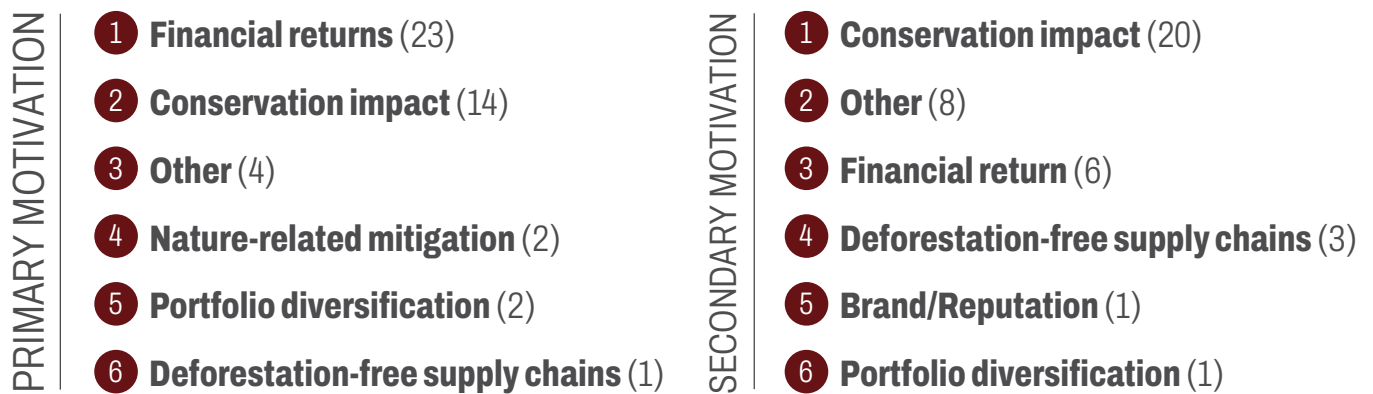 PRIMARY MOTIVATION
1 Financial returns (23)
2 Conservation impact (14)
3 Other (4)
4 Nature-related mitigation (2)
5 Portfolio diversification (2)
6 Deforestation-free supply chains (1)
SECONDARY MOTIVATION
1 Conservation impact (20)
2 Other (8)
3 Financial return (6)
4 Deforestation-free supply chains (3)
5 Brand/Reputation (1)
6 Portfolio diversification (1)